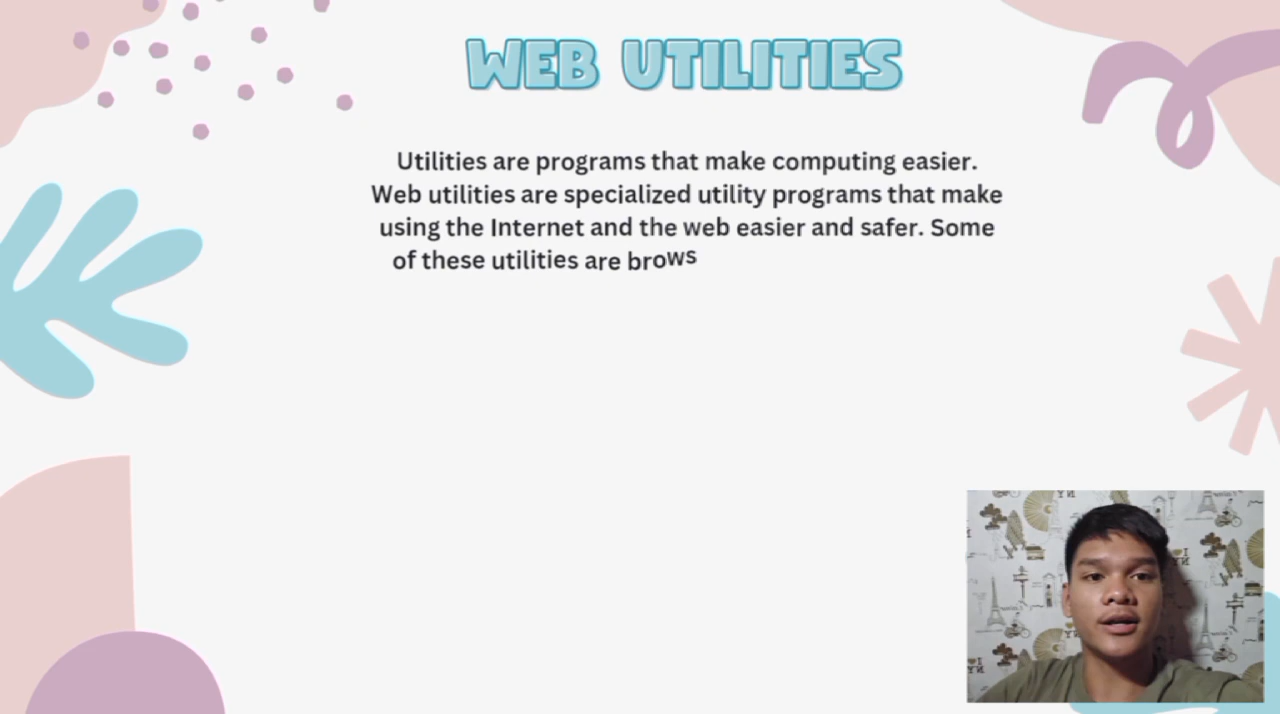 WEB UTILITIES
Utilities are programs that make computing easier.
Web utilities are specialized utility programs that make
using the Internet and the web easier and safer. Some
of these utilities are brows